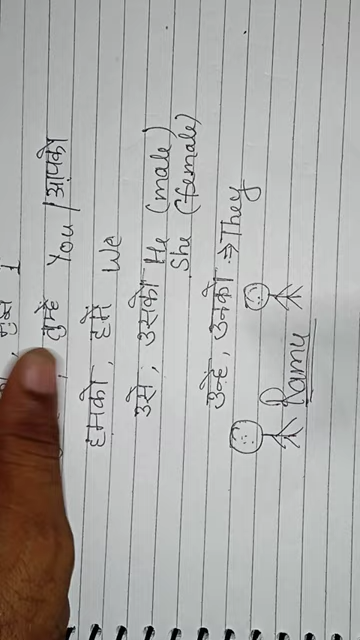 मुझे I
तुम्हें You / आपको
हमको, हमें We
उसे, उसको He (male)
She (female)
उन्हे, उनको → They
Ramu